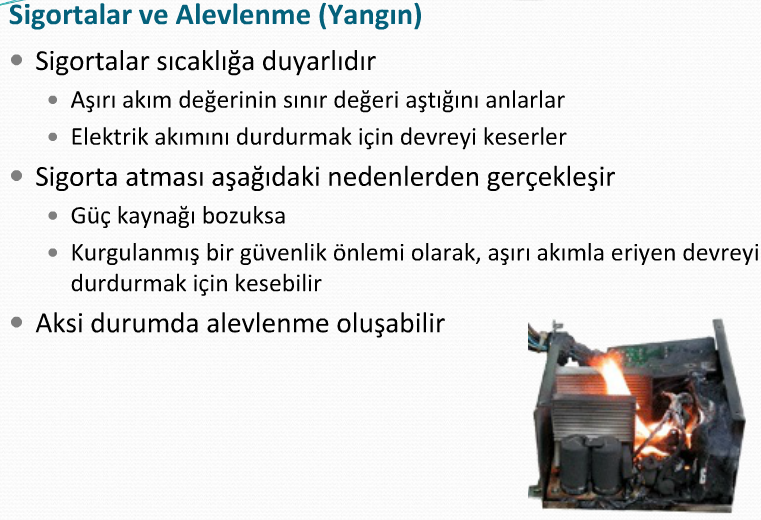 Sigortalar ve Alevlenme (Yangın)
Sigortalar sıcaklığa duyarlıdır
Aşırı akım değerinin sınır değeri aştığını anlarlar
Elektrik akımını durdurmak için devreyi keserler
Sigorta atması aşağıdaki nedenlerden gerçekleşir
Güç kaynağı bozuksa
Kurgulanmış bir güvenlik önlemi olarak, aşırı akımla eriyen devreyi
durdurmak için kesebilir
Aksi durumda alevlenme oluşabilir